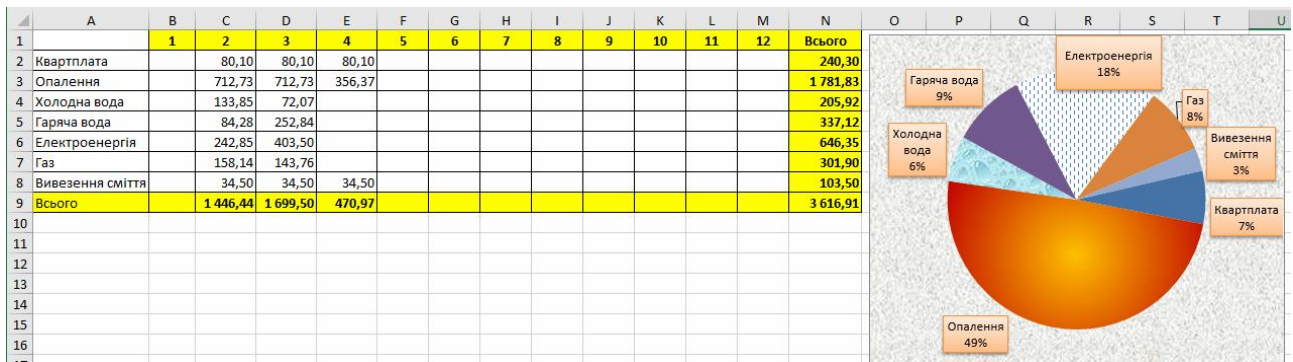 A B C D E F G H I J K L M N O P Q R S T U
1 1 2 3 4 5 6 7 8 9 10 11 12 Всього
2 Квартплата 80,10 80,10 80,10 240,30
3 Опалення 712,73 712,73 356,37 1 781,83
4 Холодна вода 133,85 72,07 205,92
5 Гаряча вода 84,28 252,84 337,12
6 Електроенергія 242,85 403,50 646,35
7 Газ 158,14 143,76 301,90
8 Вивезення сміття 34,50 34,50 34,50 103,50
9 Всього 1 446,44 1 699,50 470,97 3 616,91
10
11
12
13
14
15
16
Електроенергія
18%
Гаряча вода
9%
Газ
8%
Холодна
вода
6%
Вивезення
сміття
3%
Квартплата
7%
Опалення
49%